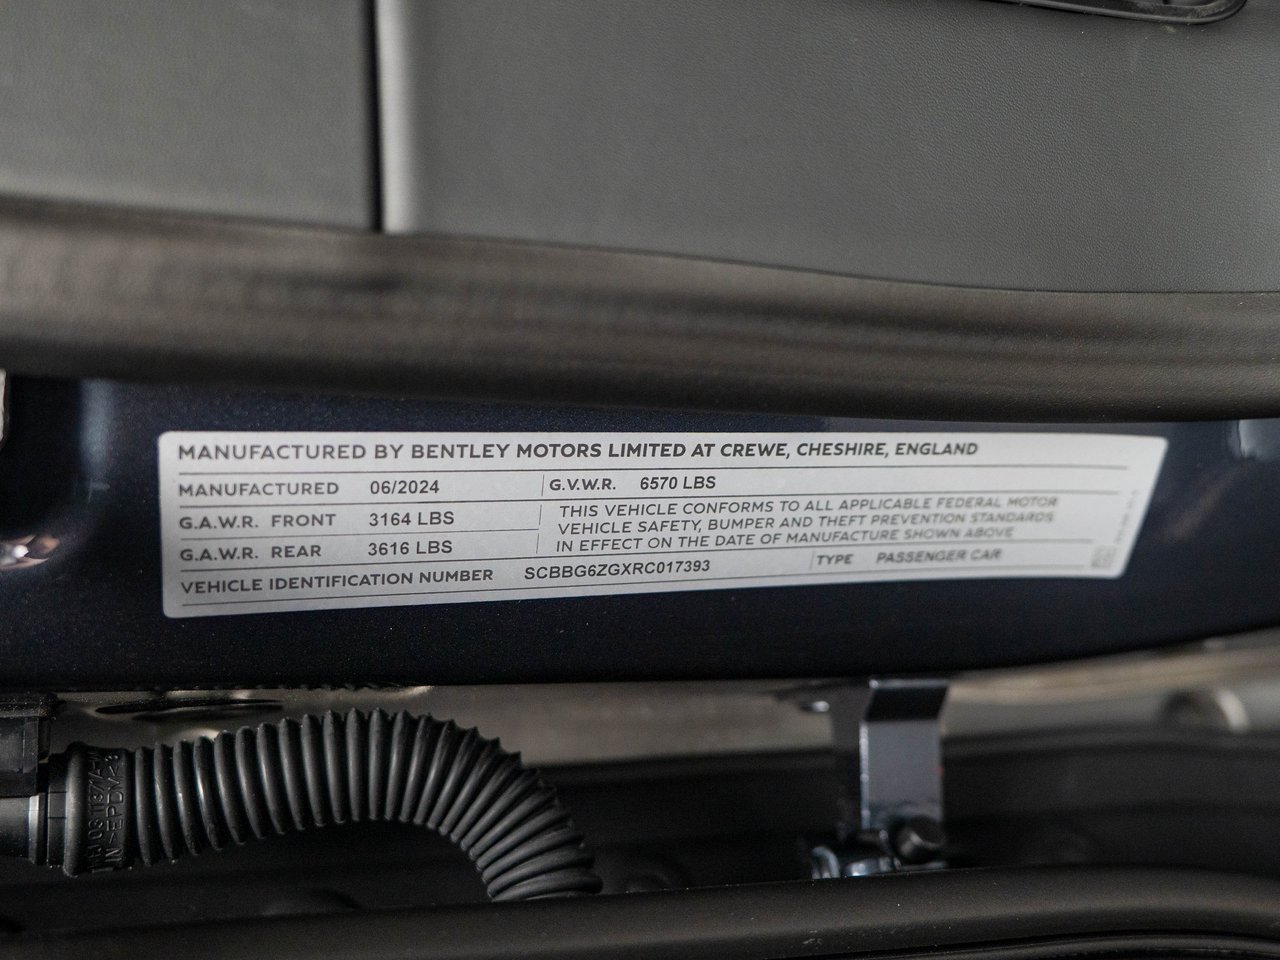 MANUFACTURED BY BENTLEY MOTORS LIMITED AT CREWE, CHESHIRE, ENGLAND
MANUFACTURED 06/2024 G.V.W.R. 6570 LBS
G.A.W.R. FRONT 3164 LBS
G.A.W.R. REAR 3616 LBS
THIS VEHICLE CONFORMS TO ALL APPLICABLE FEDERAL MOTOR
VEHICLE SAFETY, BUMPER AND THEFT PREVENTION STANDARDS
IN EFFECT ON THE DATE OF MANUFACTURE SHOWN ABOVE
VEHICLE IDENTIFICATION NUMBER SCBBG6ZGXRC017393 TYPE PASSENGER CAR